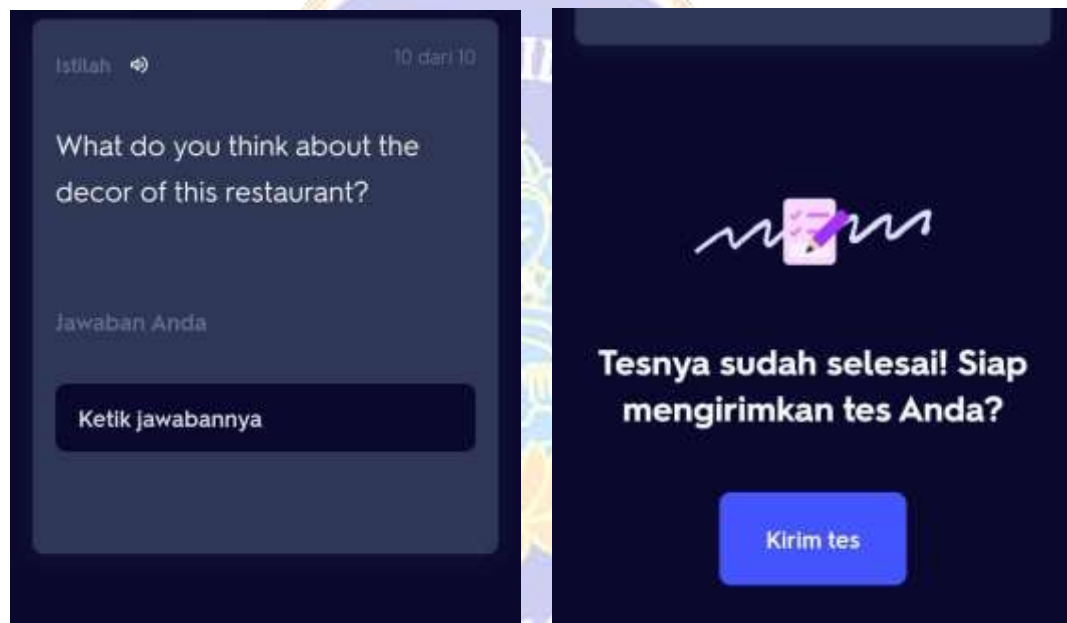 Istilah
10 dari 10
What do you think about the
decor of this restaurant?
Jawaban Anda
Ketik jawabannya
Tesnya sudah selesai! Siap
mengirimkan tes Anda?
Kirim tes